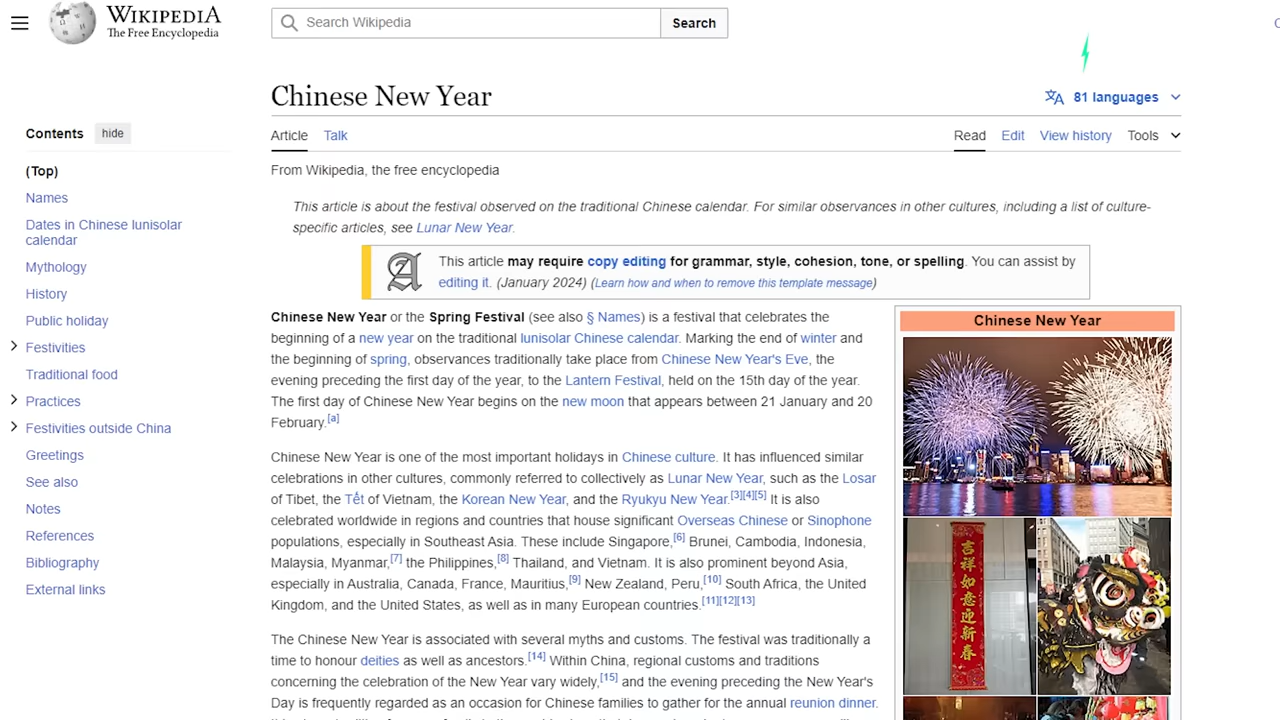 WIKIPEDIA
The Free Encyclopedia
Search Wikipedia
Search
Chinese New Year
81 languages
Contents
hide
Article
Talk
Read
Edit
View history
Tools
(Top)
Names
Dates in Chinese lunisolar
calendar
Mythology
History
Public holiday
Festivities
Traditional food
Practices
Festivities outside China
Greetings
See also
Notes
References
Bibliography
External links
From Wikipedia, the free encyclopedia
This article is about the festival observed on the traditional Chinese calendar. For similar observances in other cultures, including a list of culture-
specific articles, see Lunar New Year.
This article may require copy editing for grammar, style, cohesion, tone, or spelling. You can assist by
editing it. (January 2024) (Learn how and when to remove this template message)
Chinese New Year or the Spring Festival (see also § Names) is a festival that celebrates the
beginning of a new year on the traditional lunisolar Chinese calendar. Marking the end of winter and
the beginning of spring, observances traditionally take place from Chinese New Year's Eve, the
evening preceding the first day of the year, to the Lantern Festival, held on the 15th day of the year.
The first day of Chinese New Year begins on the new moon that appears between 21 January and 20
February.[a]
Chinese New Year is one of the most important holidays in Chinese culture. It has influenced similar
celebrations in other cultures, commonly referred to collectively as Lunar New Year, such as the Losar
of Tibet, the Tết of Vietnam, the Korean New Year, and the Ryukyu New Year.[3][4][5] It is also
celebrated worldwide in regions and countries that house significant Overseas Chinese or Sinophone
populations, especially in Southeast Asia. These include Singapore,[6] Brunei, Cambodia, Indonesia,
Malaysia, Myanmar,[7] the Philippines,[8] Thailand, and Vietnam. It is also prominent beyond Asia,
especially in Australia, Canada, France, Mauritius,[9] New Zealand, Peru,[10] South Africa, the United
Kingdom, and the United States, as well as in many European countries.[11][12][13]
The Chinese New Year is associated with several myths and customs. The festival was traditionally a
time to honour deities as well as ancestors.[14] Within China, regional customs and traditions
concerning the celebration of the New Year vary widely,[15] and the evening preceding the New Year's
Day is frequently regarded as an occasion for Chinese families to gather for the annual reunion dinner.
Chinese New Year
吉祥如意迎新春